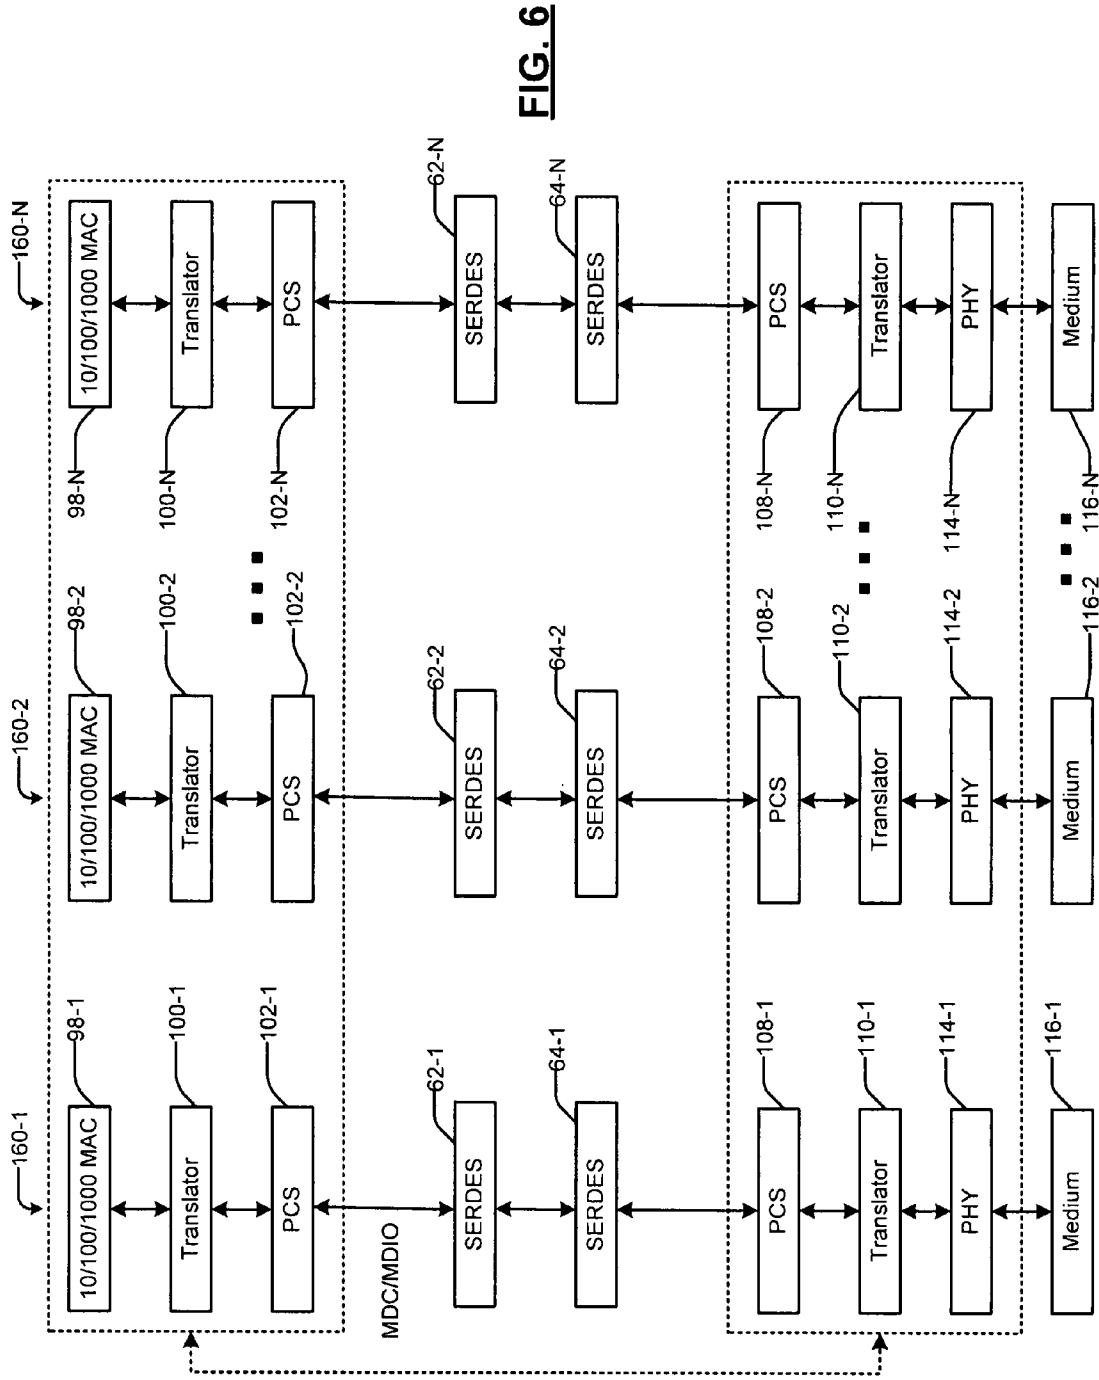 160-1
98-1
10/100/1000 MAC
100-1
Translator
102-1
PCS
MDC/MDIO
62-1
SERDES
64-1
SERDES
108-1
PCS
110-1
Translator
114-1
PHY
116-1
Medium
160-2
98-2
10/100/1000 MAC
100-2
Translator
102-2
PCS
62-2
SERDES
64-2
SERDES
108-2
PCS
110-2
Translator
114-2
PHY
116-2
Medium
160-N
98-N
10/100/1000 MAC
100-N
Translator
102-N
PCS
62-N
SERDES
64-N
SERDES
108-N
PCS
110-N
Translator
114-N
PHY
116-N
Medium
FIG. 6